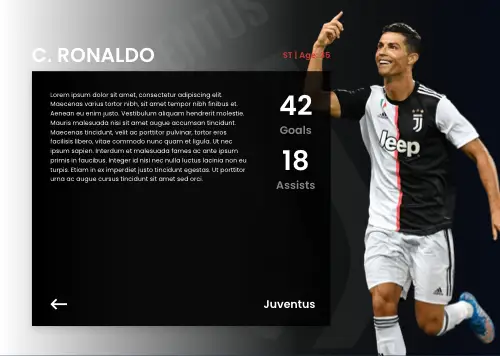 C. RONALDO
ST | Age
Lorem ipsum dolor sit amet, consectetur adipiscing elit.
Maecenas varius tortor nibh, sit amet tempor nibh finibus et.
Aenean eu enim justo. Vestibulum aliquam hendrerit molestie.
Mauris malesuada nisi sit amet augue accumsan tincidunt.
Maecenas tincidunt, velit ac porttitor pulvinar, tortor eros
facilisis libero, vitae commodo nunc quam a ligula. Ut nec
ipsum sapien. Interdum et malesuada fames ac ante ipsum
primis in faucibus. Integer id nisi nec nulla luctus lacinia non eu
turpis. Etiam in ex imperdiet justo tincidunt egestas. Ut porttitor
urna ac augue cursus tincidunt sit amet sed orci.
42
Goals
18
Assists
Juventus
Jeep